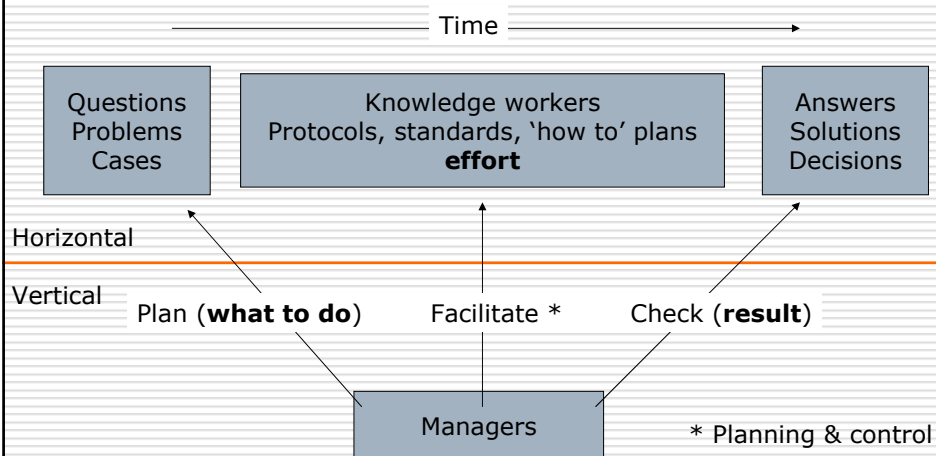 Time
Questions
Problems
Cases
Knowledge workers
Protocols, standards, ‘how to’ plans
effort
Answers
Solutions
Decisions
Horizontal
Vertical
Plan (what to do)
Facilitate *
Check (result)
Managers
* Planning & control